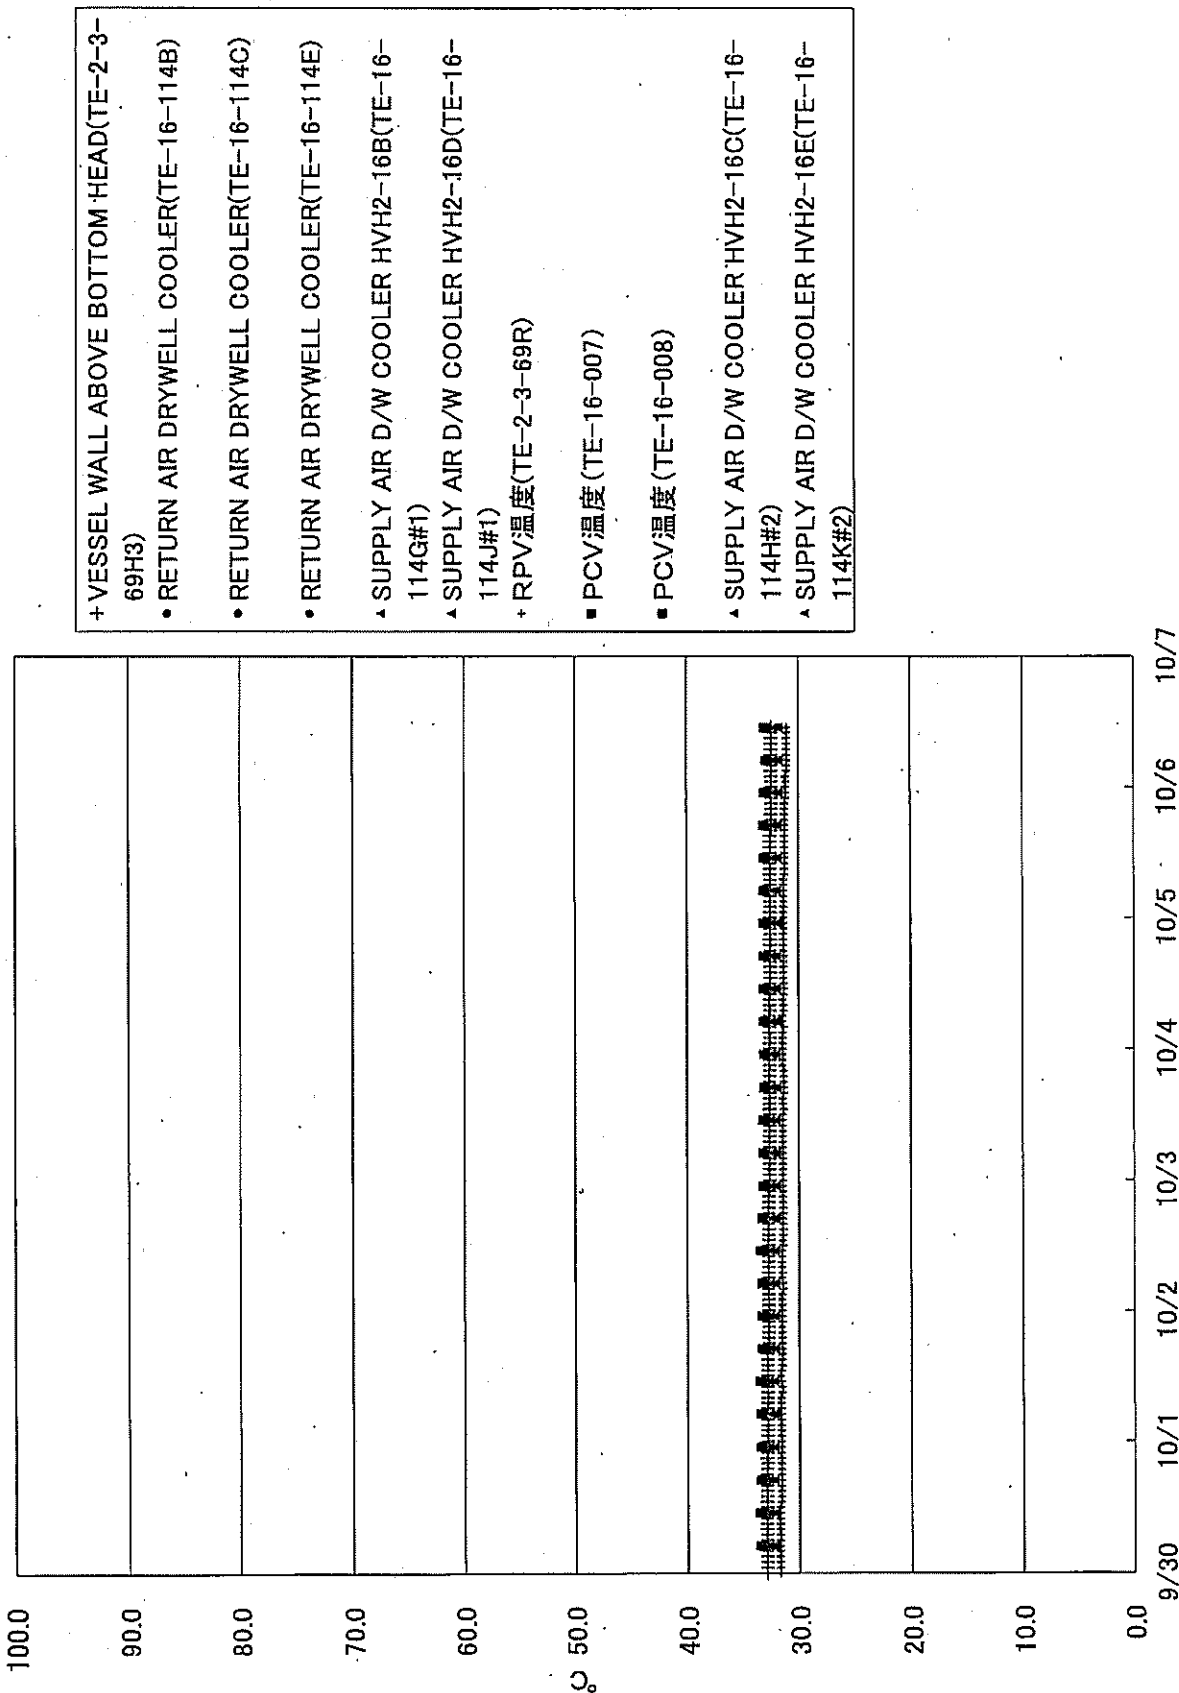 100.0
90.0
80.0
70.0
60.0
50.0
40.0
30.0
20.0
10.0
0.0
℃
9/30
10/1
10/2
10/3
10/4
10/5
10/6
10/7
+ VESSEL WALL ABOVE BOTTOM HEAD(TE-2-3-
69H3)
• RETURN AIR DRYWELL COOLER(TE-16-114B)
• RETURN AIR DRYWELL COOLER(TE-16-114C)
• RETURN AIR DRYWELL COOLER(TE-16-114E)
▲ SUPPLY AIR D/W COOLER HVH2-16B(TE-16-
114G#1)
▲ SUPPLY AIR D/W COOLER HVH2-16D(TE-16-
114J#1)
+ RPV温度(TE-2-3-69R)
■ PCV温度(TE-16-007)
■ PCV温度(TE-16-008)
▲ SUPPLY AIR D/W COOLER HVH2-16C(TE-16-
114H#2)
▲ SUPPLY AIR D/W COOLER HVH2-16E(TE-16-
114K#2)